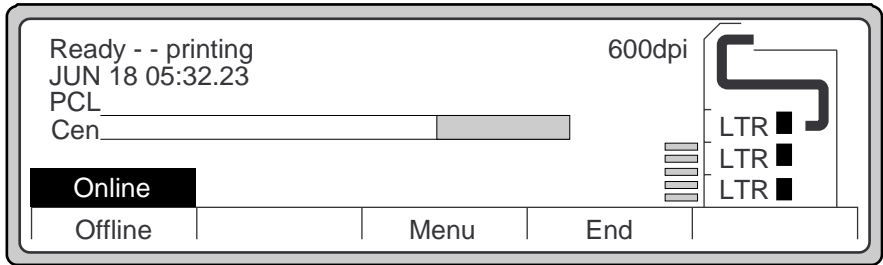 Ready - - printing 600dpi
JUN 18 05:32.23
PCL
Cen
LTR
LTR
LTR
Online
Offline Menu End